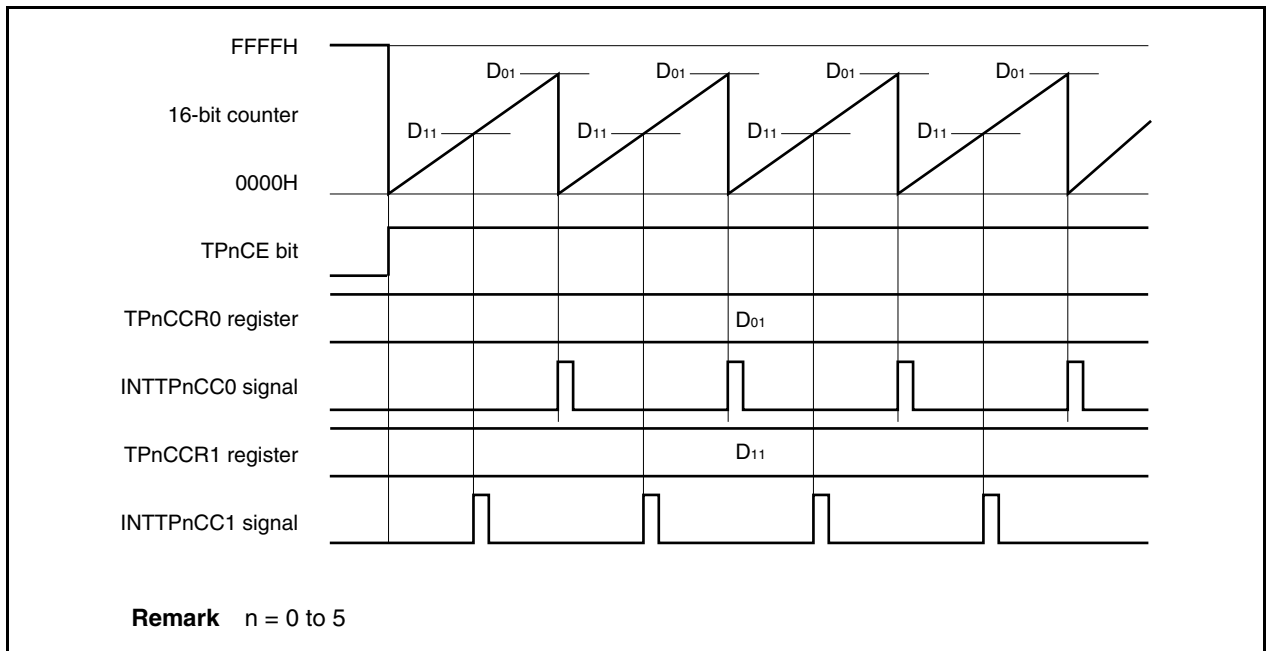 FFFFH
D01 D01 D01 D01
16-bit counter
D11 D11 D11 D11
0000H
TPnCE bit
TPnCCR0 register
D01
INTTPnCC0 signal
TPnCCR1 register
D11
INTTPnCC1 signal
Remark n = 0 to 5